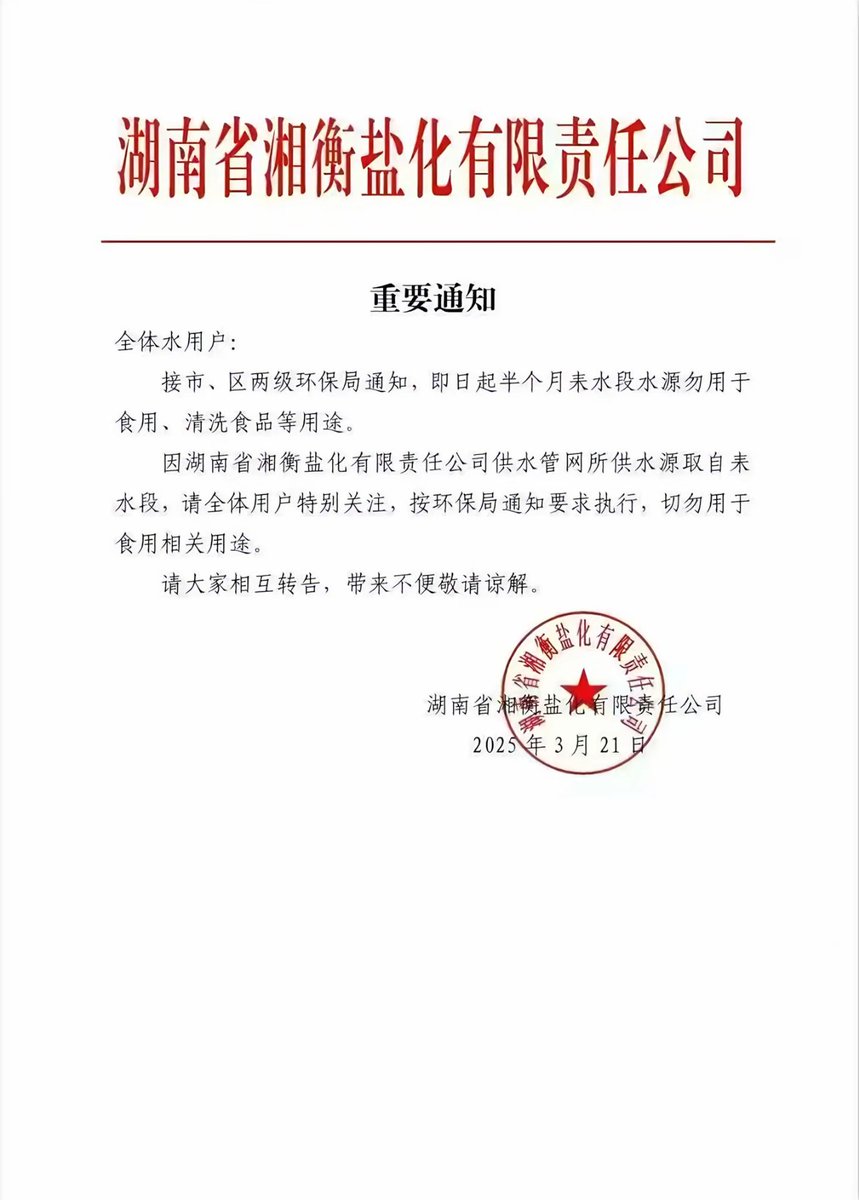 湖南省湘衡盐化有限责任公司
重要通知
全体水用户：
接市、区两级环保局通知，即日起半个月耒水段水源勿用于
食用、清洗食品等用途。
因湖南省湘衡盐化有限责任公司供水管网所供水源取自耒
水段，请全体用户特别关注，按环保局通知要求执行，切勿用于
食用相关用途。
请大家相互转告，带来不便敬请谅解。
湖南省湘衡盐化有限责任公司
湖南省湘衡盐化有限责任公司
2025 年 3 月 21 日